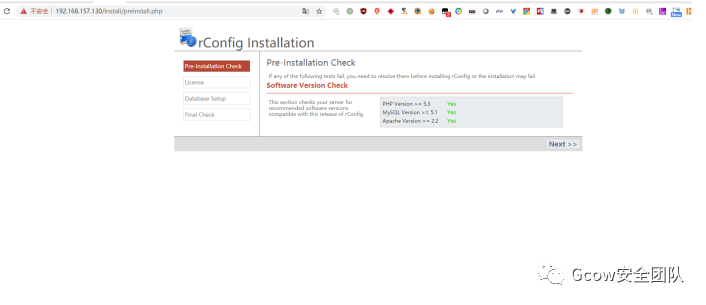 不安全 | 192.168.157.130/install/preinstall.php
rConfig Installation
Pre-Installation Check
License
Database Setup
Final Check
Pre-Installation Check
If any of the following tests fail, you need to resolve them before installing rConfig or the installation may fail
Software Version Check
This section checks your server for
recommended software versions
compatible with this release of rConfig
PHP Version >= 5.3 Yes
MySQL Version >= 5.1 Yes
Apache Version >= 2.2 Yes
Next >>
Gcow安全团队